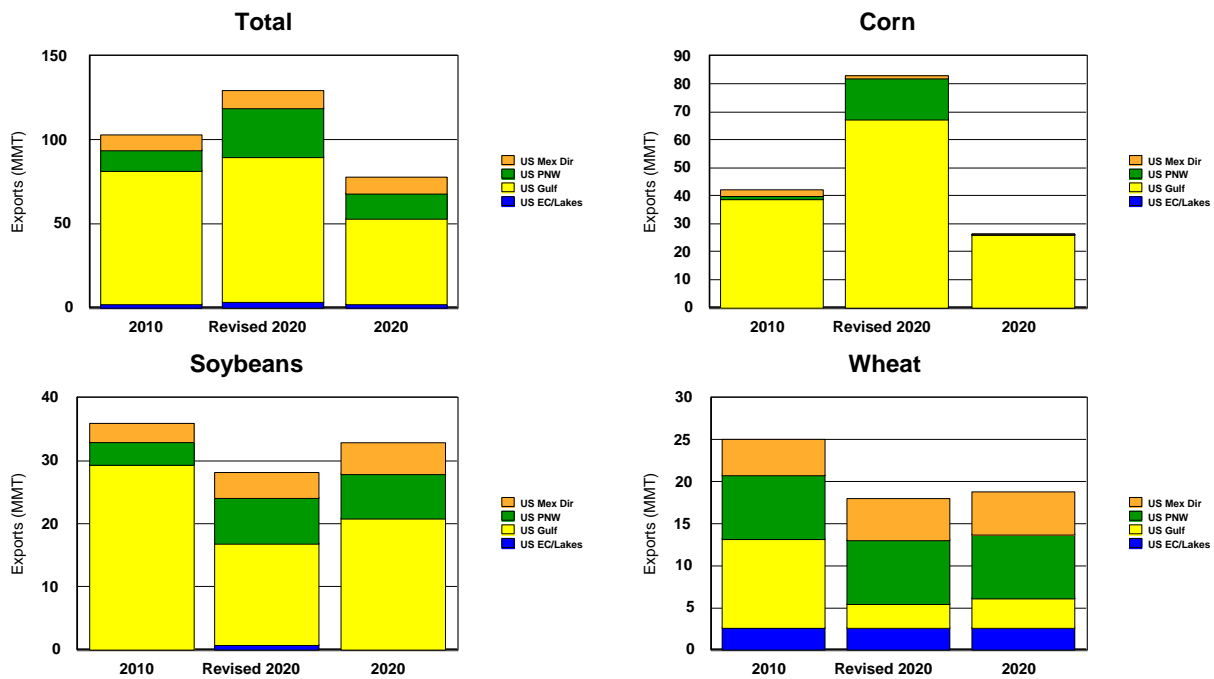 Total
150
100
50
0
Exports (MMT)
2010
Revised 2020
2020
US Mex Dir
US PNW
US Gulf
US EC/Lakes
Corn
90
80
70
60
50
40
30
20
10
0
Exports (MMT)
2010
Revised 2020
2020
US Mex Dir
US PNW
US Gulf
US EC/Lakes
Soybeans
40
30
20
10
0
Exports (MMT)
2010
Revised 2020
2020
US Mex Dir
US PNW
US Gulf
US EC/Lakes
Wheat
30
25
20
15
10
5
0
Exports (MMT)
2010
Revised 2020
2020
US Mex Dir
US PNW
US Gulf
US EC/Lakes